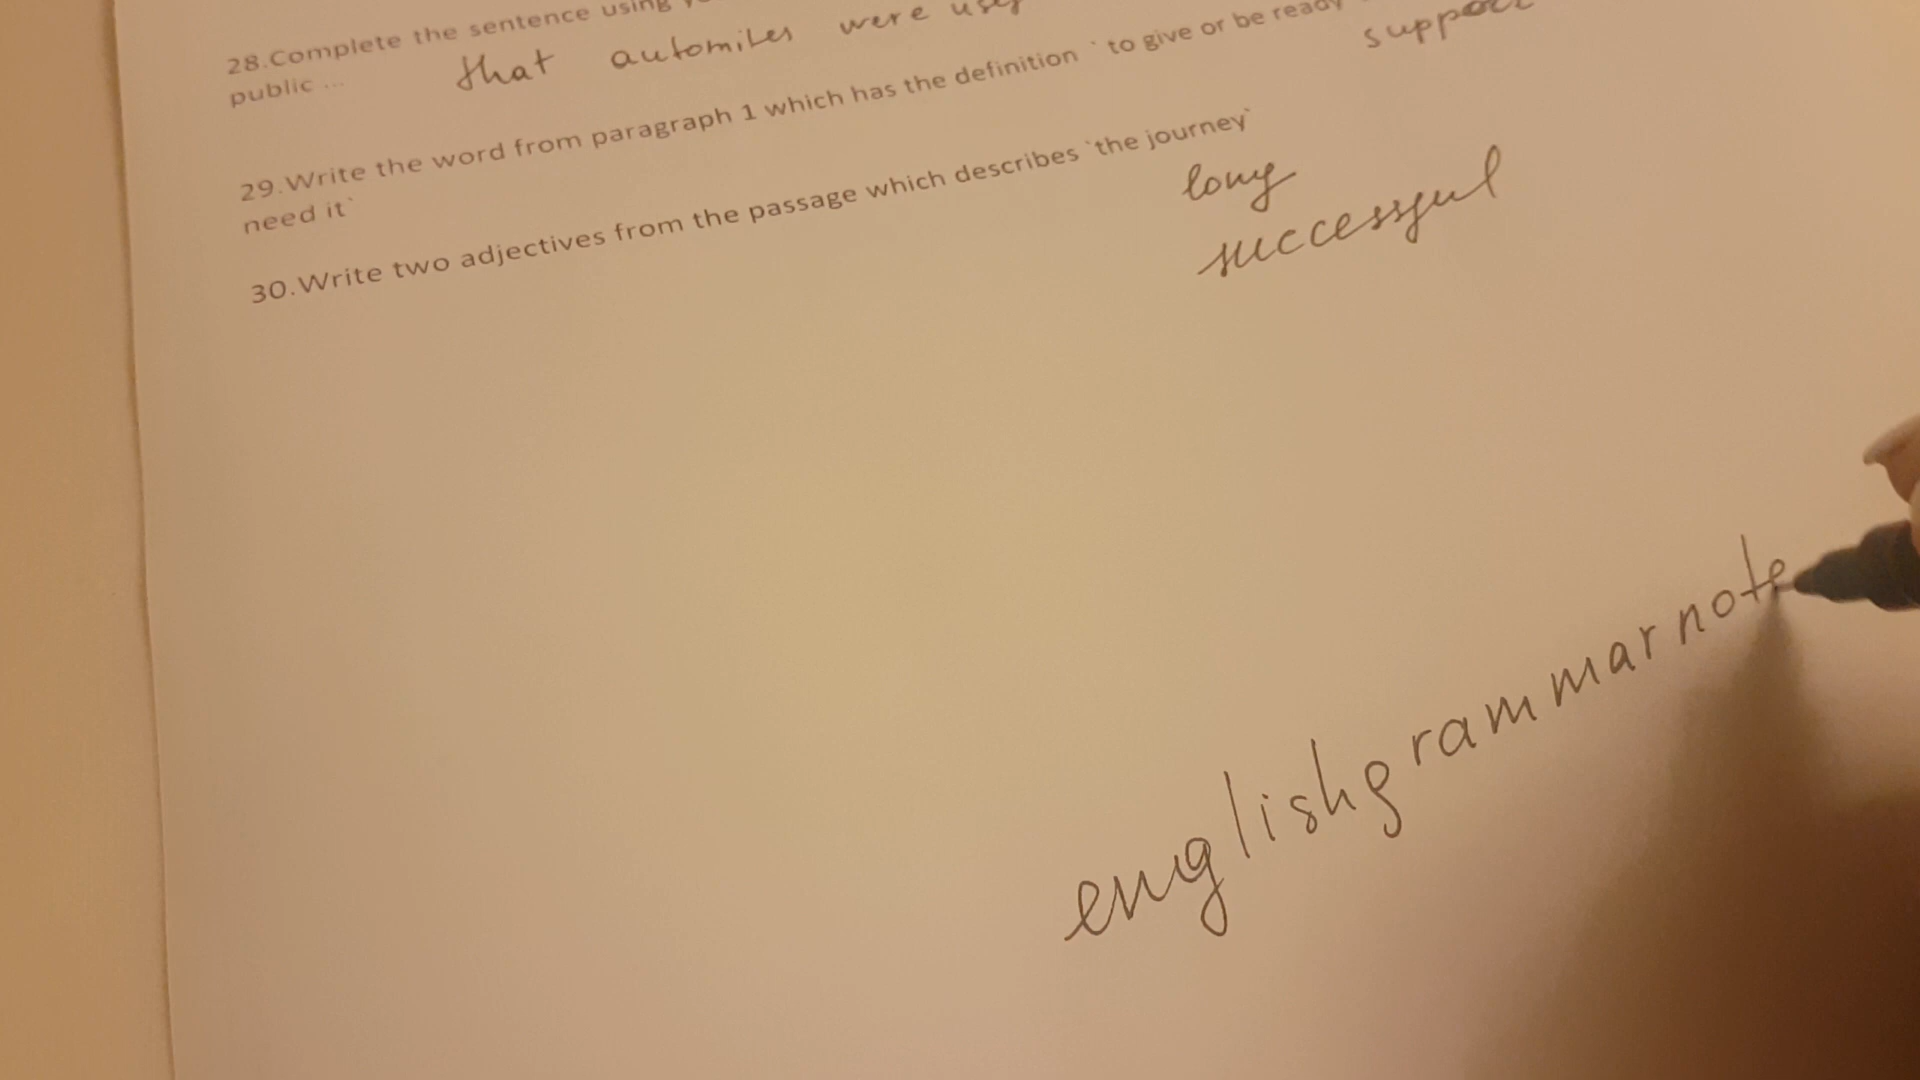 28.Complete the sentence using
public ...
that automiles were
29.Write the word from paragraph 1 which has the definition ` to give or be ready
need it`
support
30.Write two adjectives from the passage which describes `the journey`
long
successful
englishgrammarnote